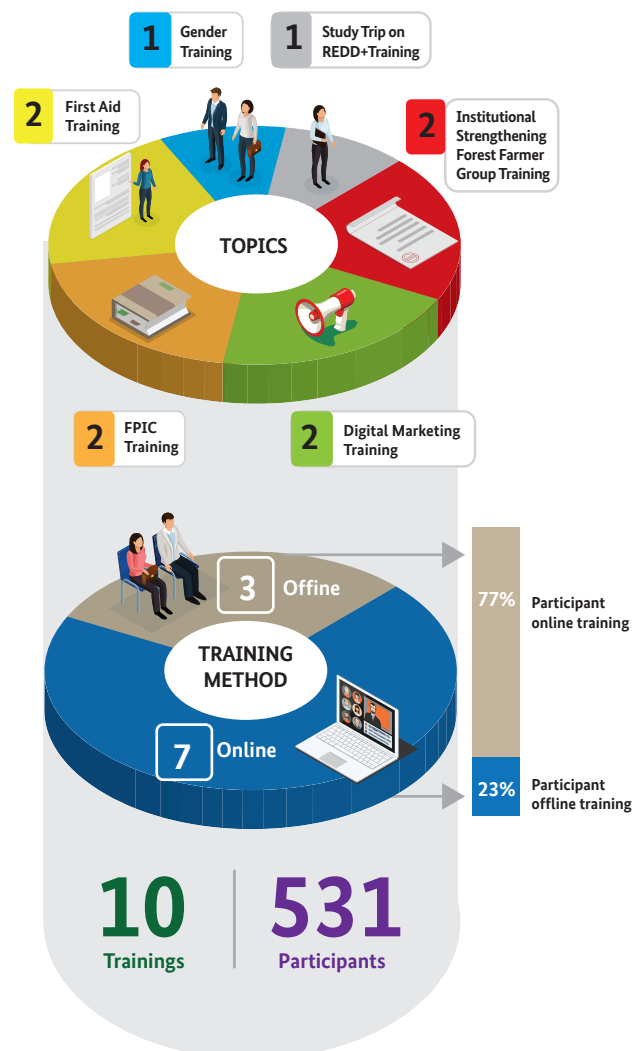 1
Gender
Training
1
Study Trip on
REDD+Training
2
First Aid
Training
2
Institutional
Strengthening
Forest Farmer
Group Training
TOPICS
2
FPIC
Training
2
Digital Marketing
Training
3
Offine
TRAINING
METHOD
7
Online
77%
Participant
online training
23%
Participant
offline training
10
Trainings
531
Participants